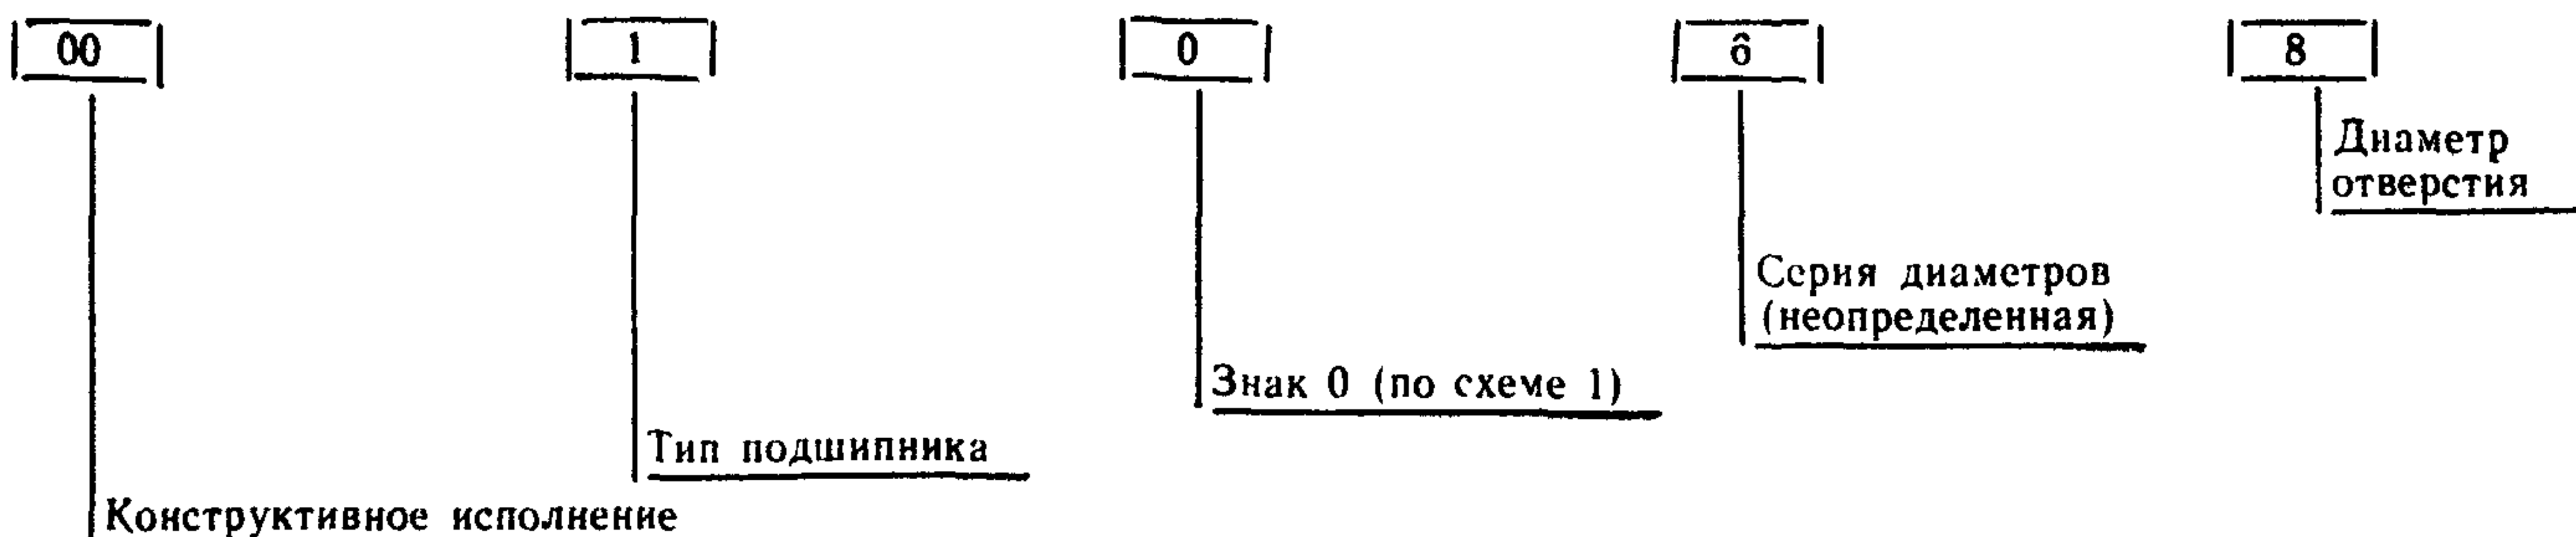 00 1 0 6 8
Диаметр
отверстия
Серия диаметров
(неопределенная)
Знак 0 (по схеме 1)
Тип подшипника
Конструктивное исполнение